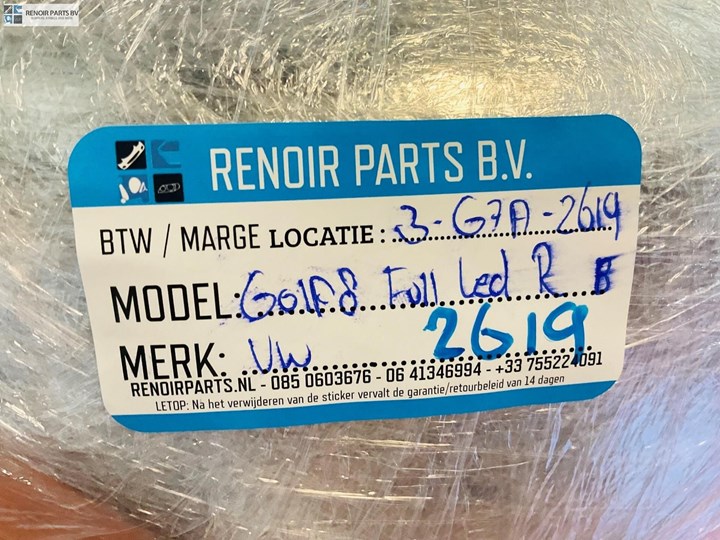 RENOIR PARTS BV
RENOIR PARTS B.V.
BTW / MARGE LOCATIE: 3-G7A-2619
MODEL: Golf 8 Full Led R
MERK: VW 2619
RENOIRPARTS.NL - 085 0603676 - 06 41346994 - +33 755224091
LETOP: Na het verwijderen van de sticker vervalt de garantie/retourbeleid van 14 dagen